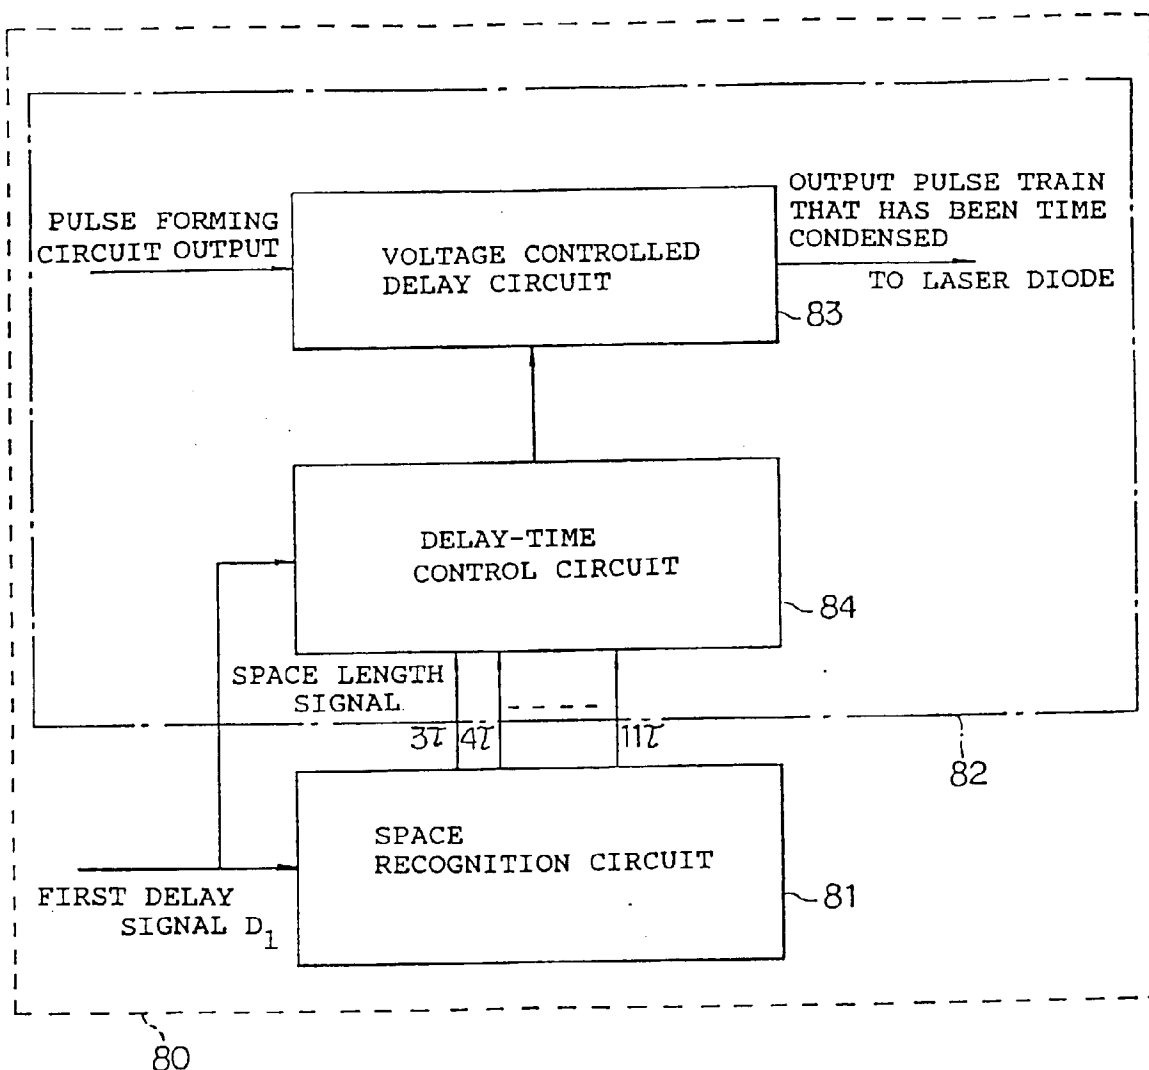 PULSE FORMING
CIRCUIT OUTPUT
VOLTAGE CONTROLLED
DELAY CIRCUIT
OUTPUT PULSE TRAIN
THAT HAS BEEN TIME
CONDENSED
TO LASER DIODE
83
DELAY-TIME
CONTROL CIRCUIT
84
SPACE LENGTH
SIGNAL
3τ 4τ ---- 11τ
82
SPACE
RECOGNITION CIRCUIT
81
FIRST DELAY
SIGNAL D1
80